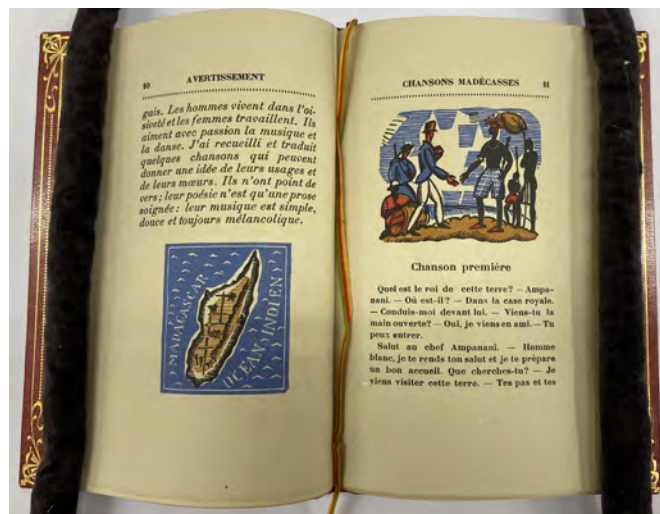 10 AVERTISSEMENT
gais. Les hommes vivent dans l'oi-
siveté et les femmes travaillent. Ils
aiment avec passion la musique et
la danse. J'ai recueilli et traduit
quelques chansons qui peuvent
donner une idée de leurs usages et
de leurs mœurs. Ils n'ont point de
vers ; leur poésie n'est qu'une prose
soignée : leur musique est simple,
douce et toujours mélancolique.
MADAGASCAR
OCEAN INDIEN
CHANSONS MADÉCASSES 11
Chanson première
Quel est le roi de cette terre? — Ampa-
nani. — Où est-il? — Dans la case royale.
— Conduis-moi devant lui. — Viens-tu la
main ouverte? — Oui, je viens en ami. — Tu
peux entrer.
Salut au chef Ampanani. — Homme
blanc, je te rends ton salut et je te prépare
un bon accueil. Que cherches-tu? — Je
viens visiter cette terre. — Tes pas et tes